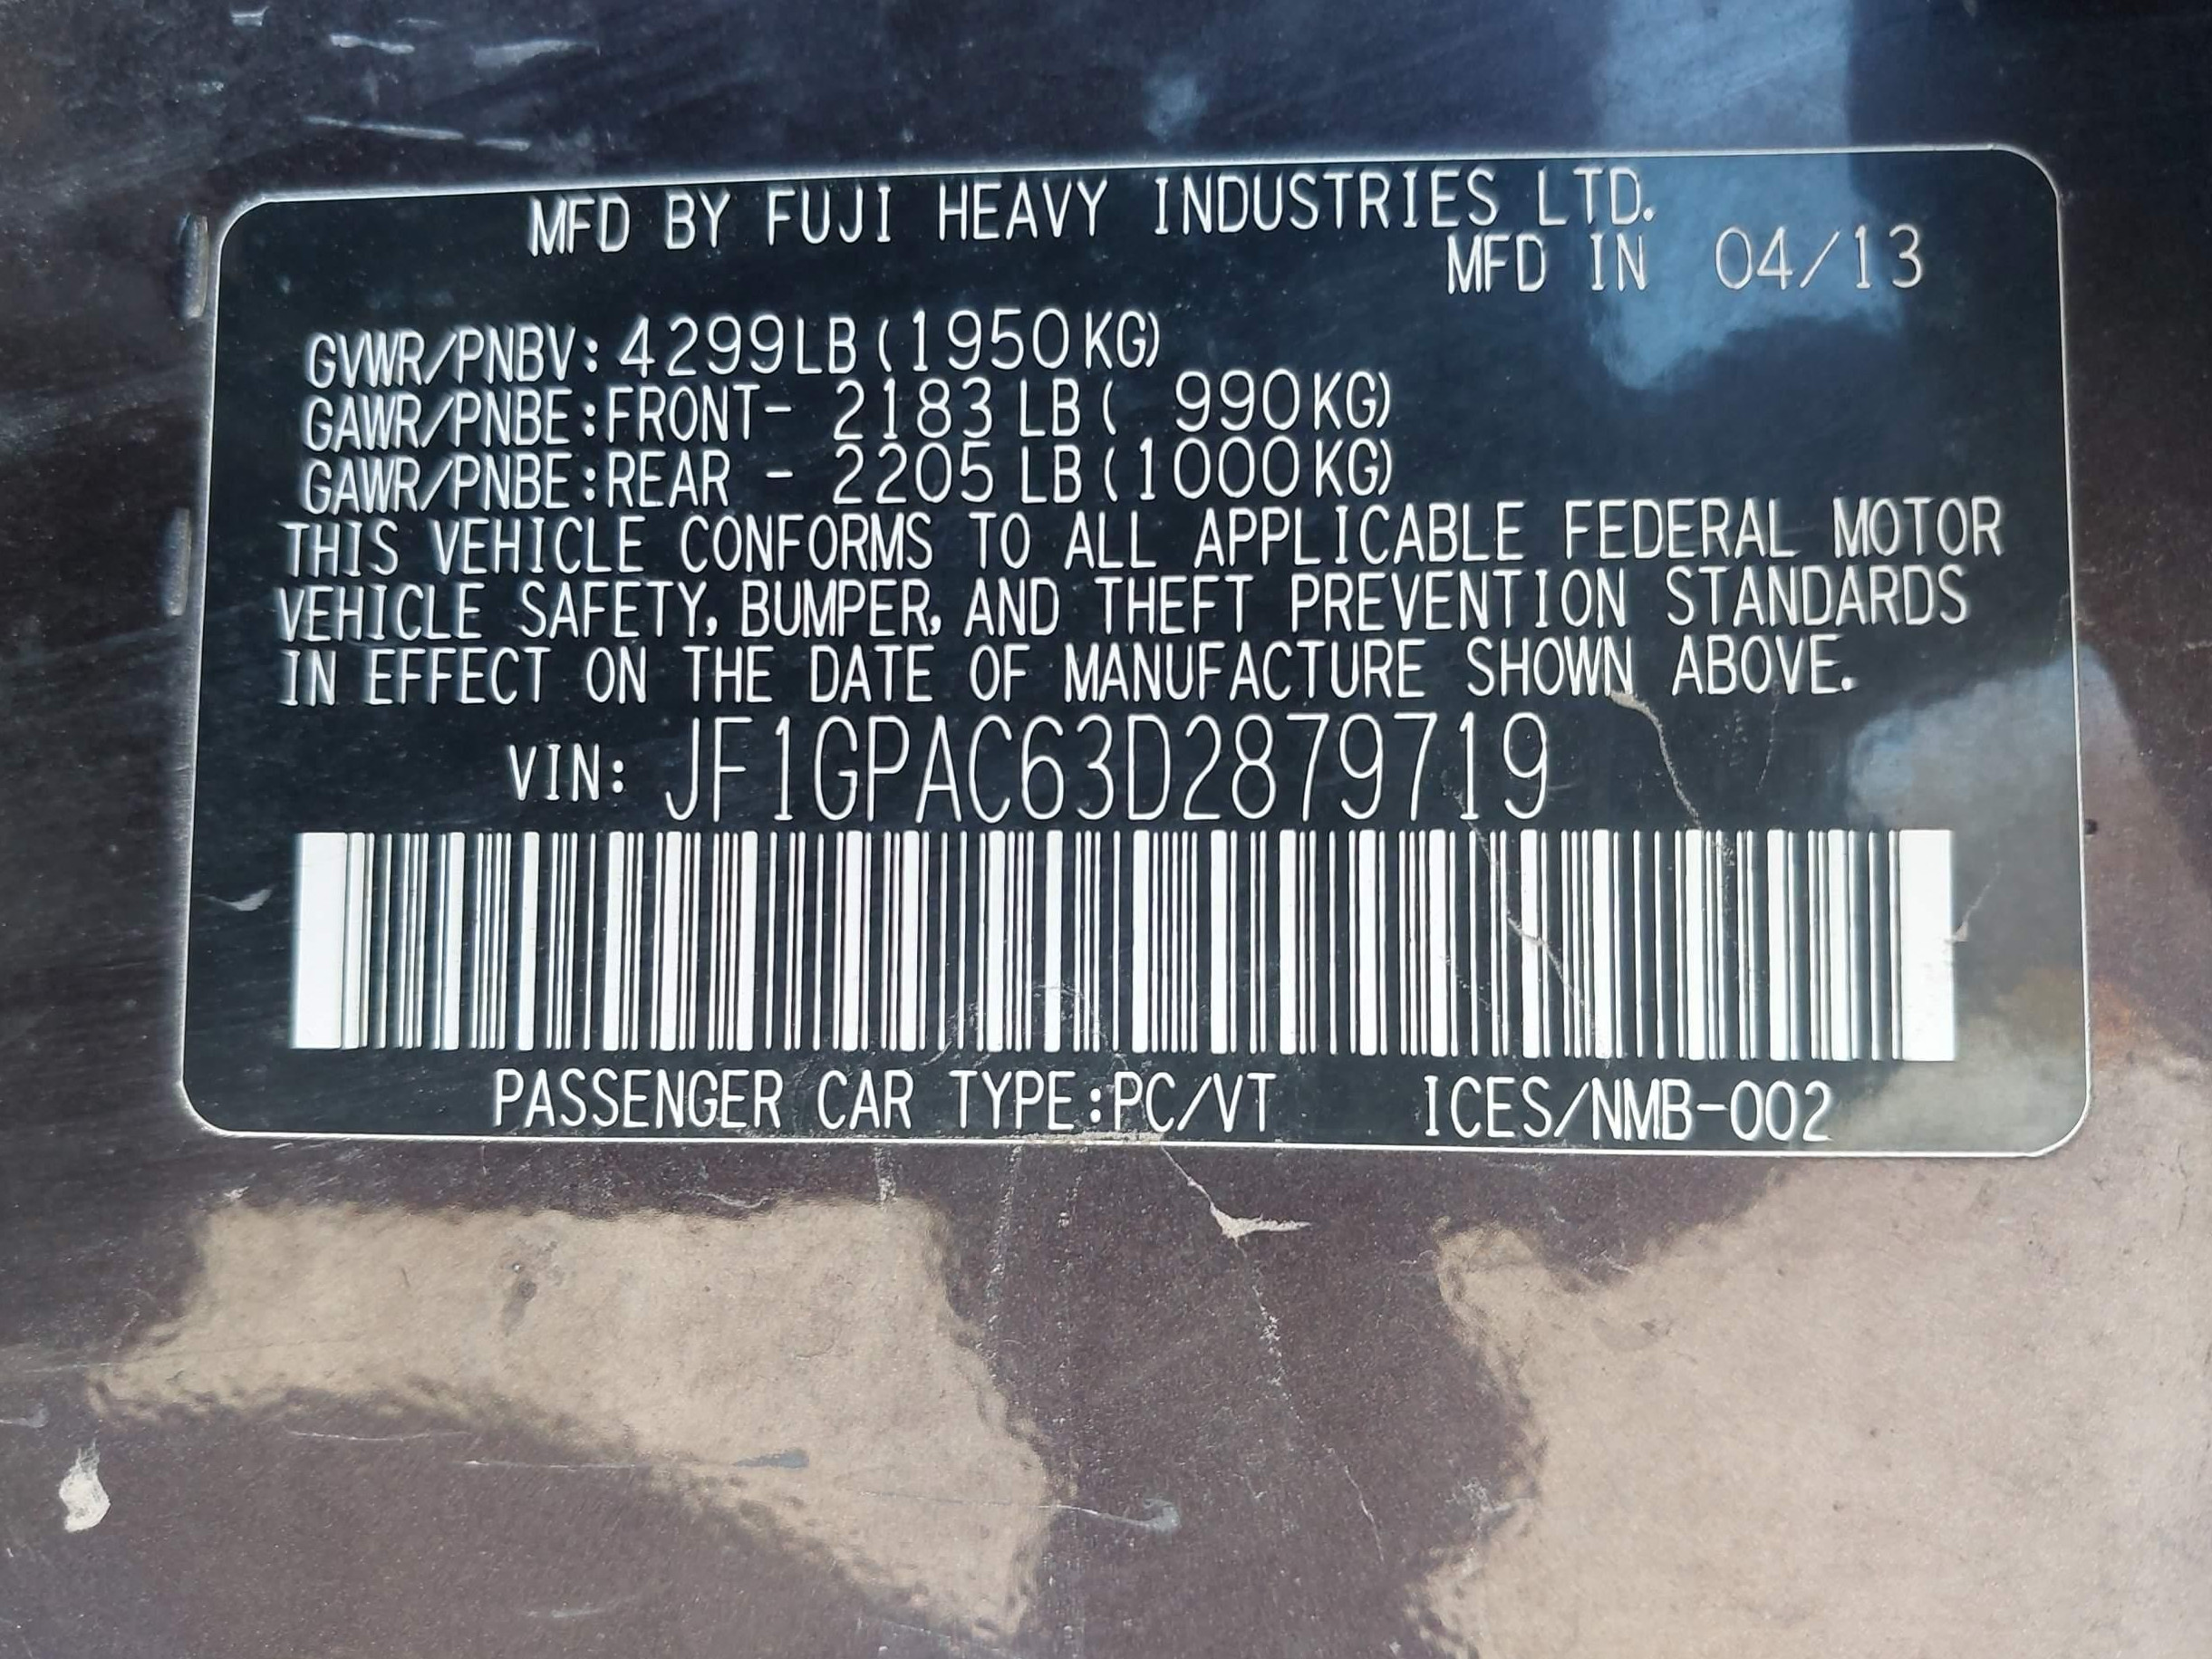 MFD BY FUJI HEAVY INDUSTRIES LTD.
MFD IN 04/13
GVWR/PNBV: 4299LB (1950KG)
GAWR/PNBE:FRONT- 2183 LB ( 990KG)
GAWR/PNBE:REAR - 2205 LB (1000KG)
THIS VEHICLE CONFORMS TO ALL APPLICABLE FEDERAL MOTOR
VEHICLE SAFETY, BUMPER, AND THEFT PREVENTION STANDARDS
IN EFFECT ON THE DATE OF MANUFACTURE SHOWN ABOVE.
VIN: JF1GPAC63D2879719
PASSENGER CAR TYPE:PC/VT ICES/NMB-002